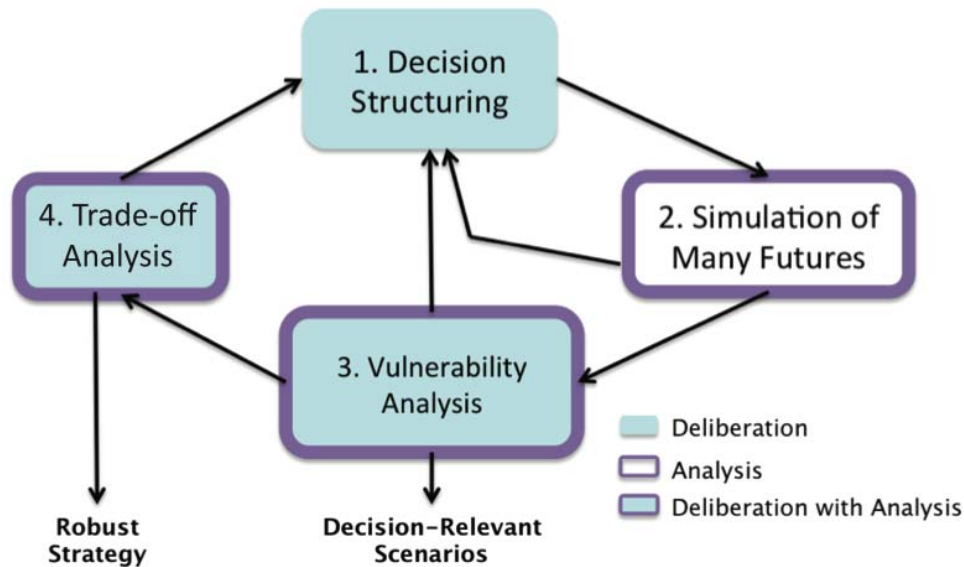 1. Decision
Structuring
2. Simulation of
Many Futures
4. Trade-off
Analysis
3. Vulnerability
Analysis
Deliberation
Analysis
Deliberation with Analysis
Robust
Strategy
Decision-Relevant
Scenarios